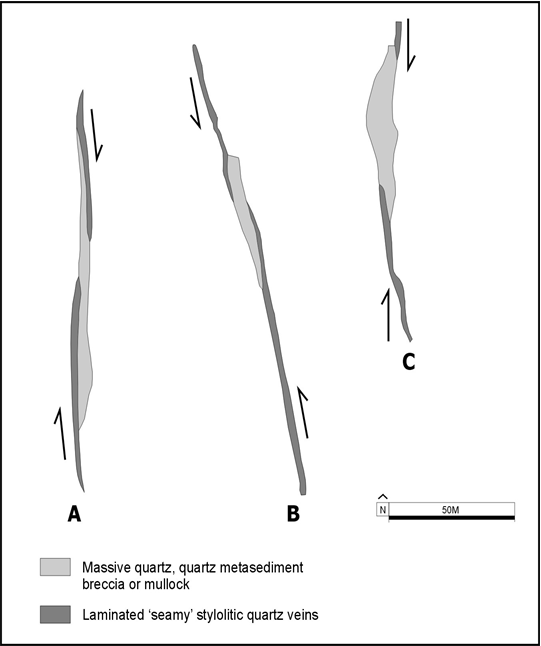 C
A
B
N
50M
Massive quartz, quartz metasediment
breccia or mullock
Laminated ‘seamy’ stylolitic quartz veins